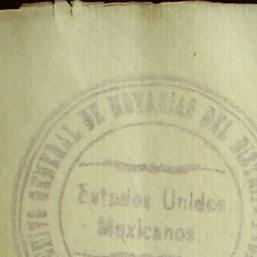 GENERAL DE NOTARIAS DEL
Estados Unidos
Mexicanos